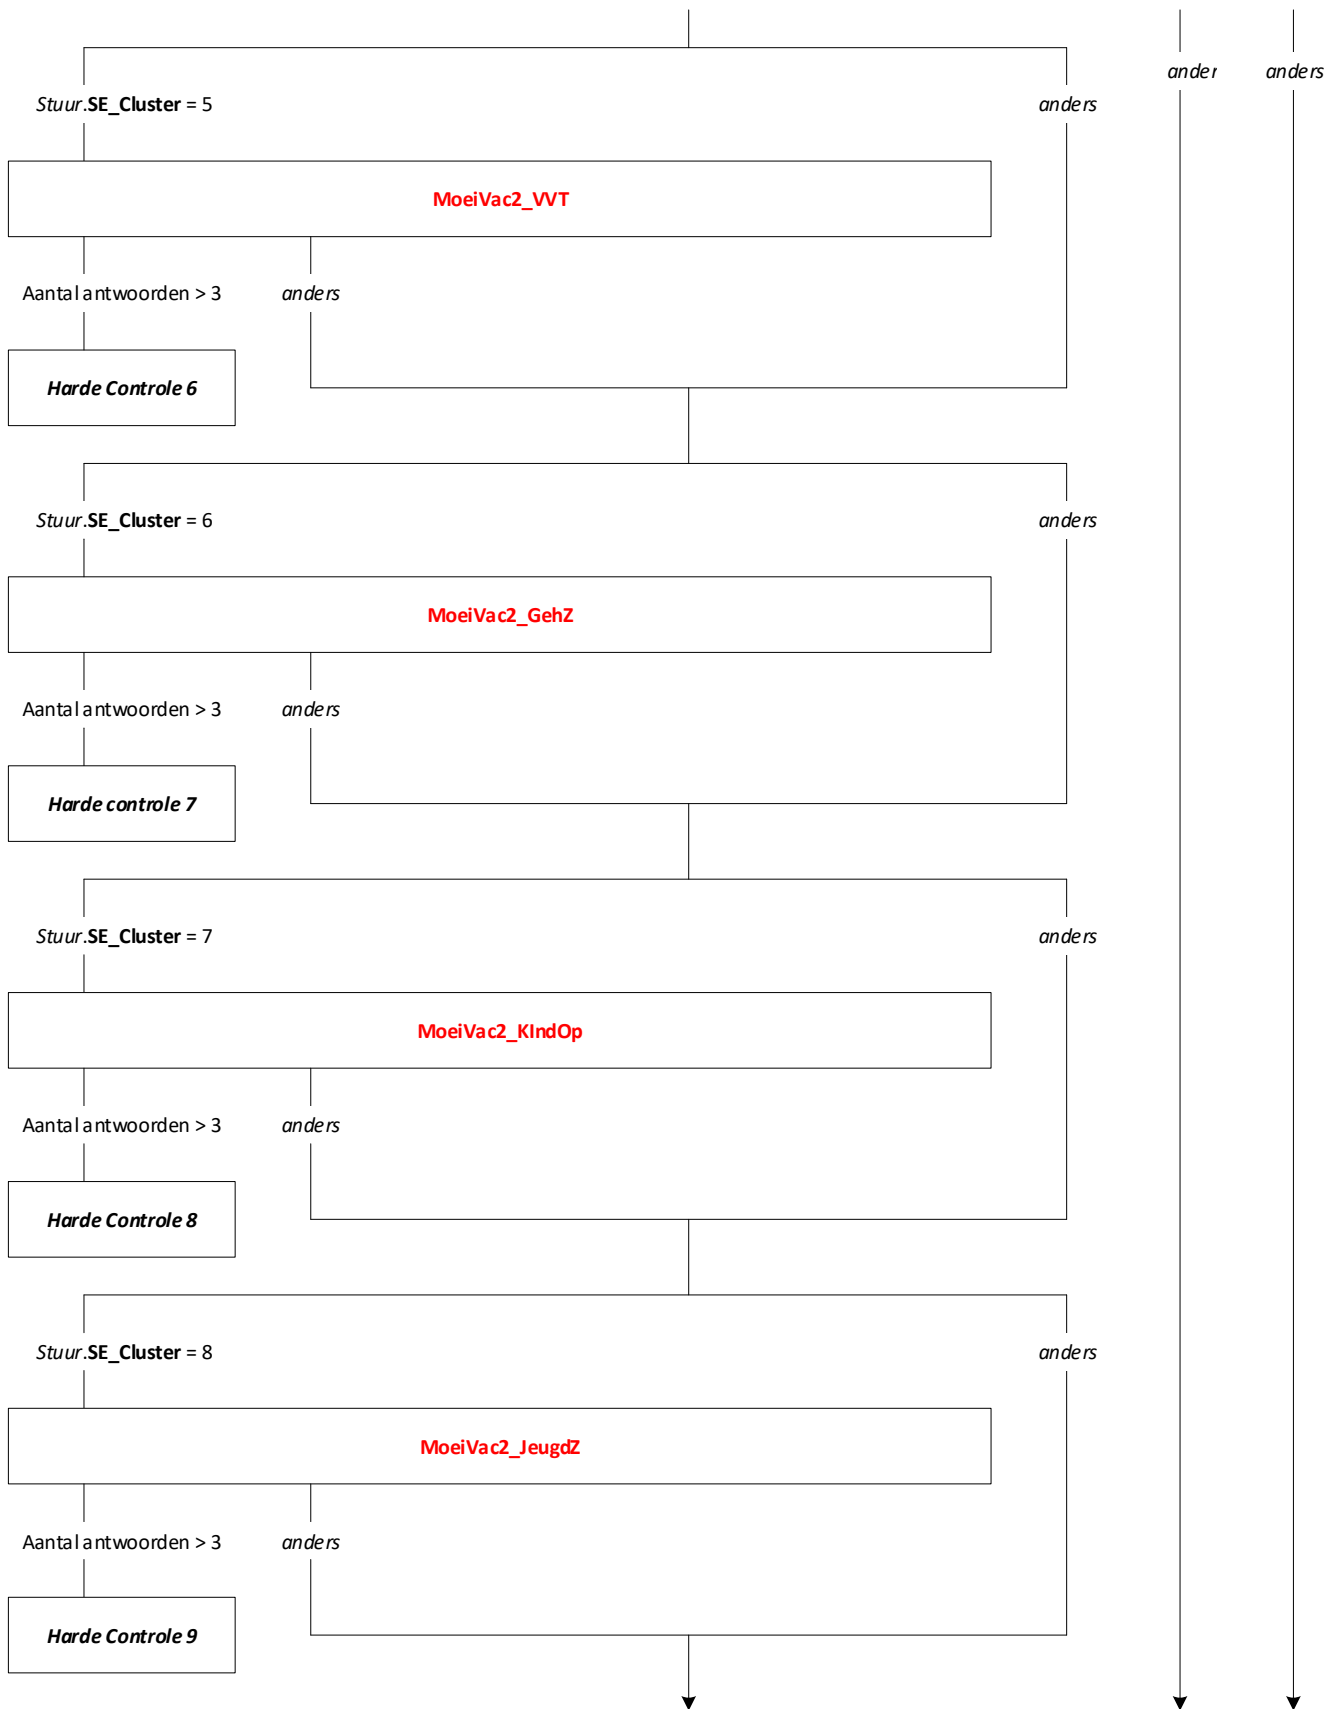 ander anders
Stuur.SE_Cluster = 5 anders
MoeiVac2_VVT
Aantal antwoorden > 3 anders
Harde Controle 6
Stuur.SE_Cluster = 6 anders
MoeiVac2_GehZ
Aantal antwoorden > 3 anders
Harde controle 7
Stuur.SE_Cluster = 7 anders
MoeiVac2_KIndOp
Aantal antwoorden > 3 anders
Harde Controle 8
Stuur.SE_Cluster = 8 anders
MoeiVac2_JeugdZ
Aantal antwoorden > 3 anders
Harde Controle 9